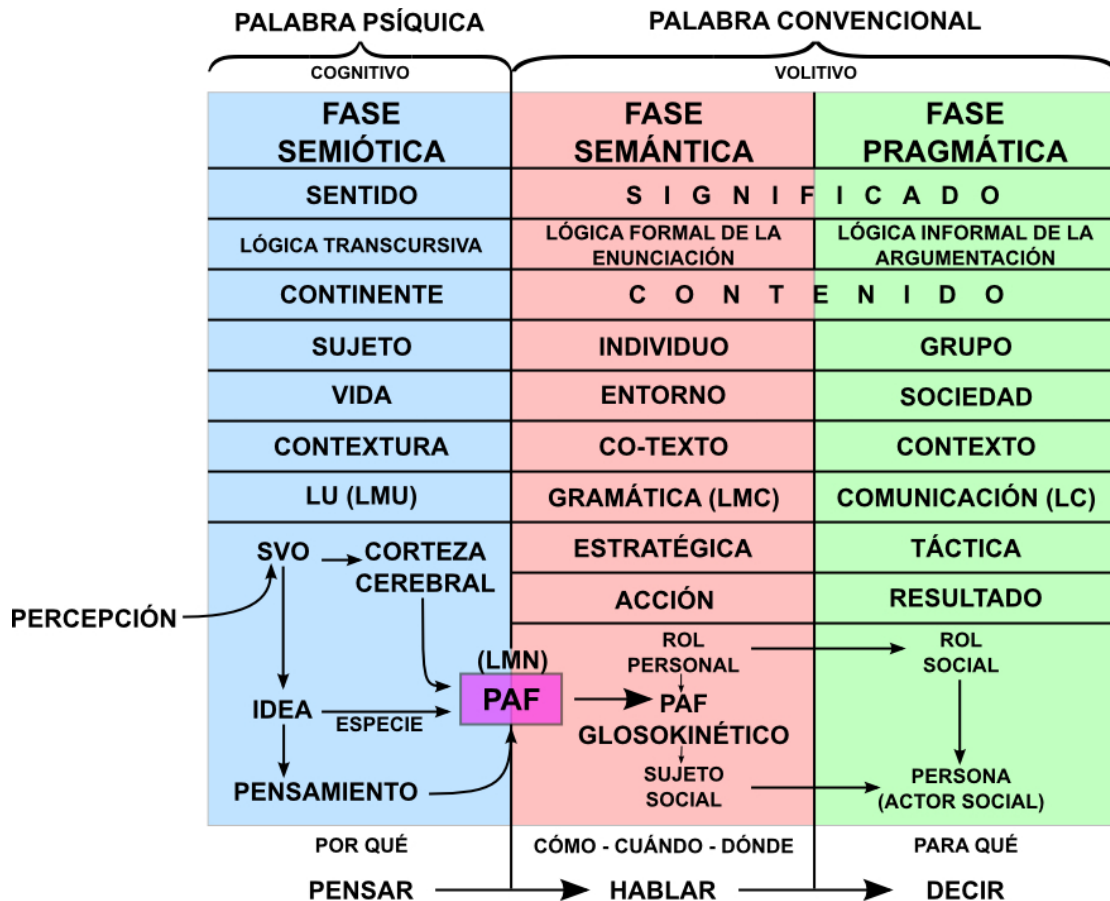 PALABRA PSÍQUICA
PALABRA CONVENCIONAL
COGNITIVO
VOLITIVO
FASE
SEMIÓTICA
FASE
SEMÁNTICA
FASE
PRAGMÁTICA
SENTIDO
SIGNIFICADO
LÓGICA TRANSCURSIVA
LÓGICA FORMAL DE LA
ENUNCIACIÓN
LÓGICA INFORMAL DE LA
ARGUMENTACIÓN
CONTINENTE
CONTENIDO
SUJETO
INDIVIDUO
GRUPO
VIDA
ENTORNO
SOCIEDAD
CONTEXTURA
CO-TEXTO
CONTEXTO
LU (LMU)
GRAMÁTICA (LMC)
COMUNICACIÓN (LC)
SVO
CORTEZA
CEREBRAL
ESTRATÉGICA
TÁCTICA
PERCEPCIÓN
ACCIÓN
RESULTADO
(LMN)
PAF
IDEA
ESPECIE
PENSAMIENTO
ROL
PERSONAL
PAF
GLOSOKINÉTICO
SUJETO
SOCIAL
ROL
SOCIAL
PERSONA
(ACTOR SOCIAL)
POR QUÉ
CÓMO - CUÁNDO - DÓNDE
PARA QUÉ
PENSAR
HABLAR
DECIR